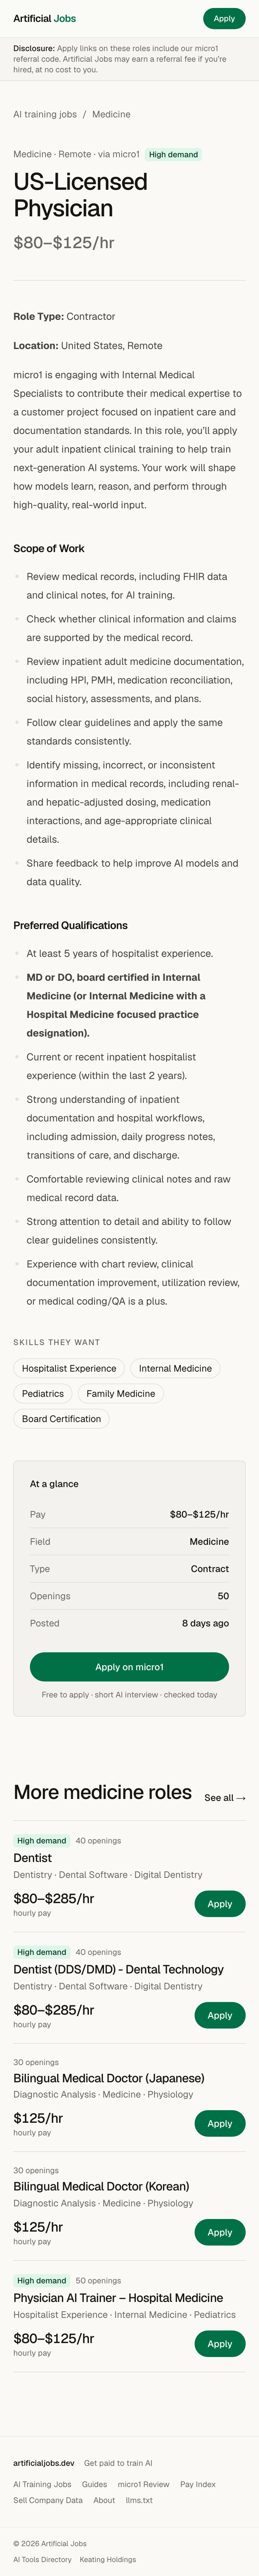 Artificial Jobs
Apply
Disclosure: Apply links on these roles include our micro1
referral code. Artificial Jobs may earn a referral fee if you're
hired, at no cost to you.
AI training jobs / Medicine
Medicine · Remote · via micro1 High demand
US-Licensed
Physician
$80–$125/hr
Role Type: Contractor
Location: United States, Remote
micro1 is engaging with Internal Medical
Specialists to contribute their medical expertise to
a customer project focused on inpatient care and
documentation standards. In this role, you'll apply
your adult inpatient clinical training to help train
next-generation AI systems. Your work will shape
how models learn, reason, and perform through
high-quality, real-world input.
Scope of Work
Review medical records, including FHIR data
and clinical notes, for AI training.
Check whether clinical information and claims
are supported by the medical record.
Review inpatient adult medicine documentation,
including HPI, PMH, medication reconciliation,
social history, assessments, and plans.
Follow clear guidelines and apply the same
standards consistently.
Identify missing, incorrect, or inconsistent
information in medical records, including renal-
and hepatic-adjusted dosing, medication
interactions, and age-appropriate clinical
details.
Share feedback to help improve AI models and
data quality.
Preferred Qualifications
At least 5 years of hospitalist experience.
MD or DO, board certified in Internal
Medicine (or Internal Medicine with a
Hospital Medicine focused practice
designation).
Current or recent inpatient hospitalist
experience (within the last 2 years).
Strong understanding of inpatient
documentation and hospital workflows,
including admission, daily progress notes,
transitions of care, and discharge.
Comfortable reviewing clinical notes and raw
medical record data.
Strong attention to detail and ability to follow
clear guidelines consistently.
Experience with chart review, clinical
documentation improvement, utilization review,
or medical coding/QA is a plus.
SKILLS THEY WANT
Hospitalist Experience Internal Medicine
Pediatrics Family Medicine
Board Certification
At a glance
Pay $80–$125/hr
Field Medicine
Type Contract
Openings 50
Posted 8 days ago
Apply on micro1
Free to apply · short AI interview · checked today
More medicine roles See all →
High demand 40 openings
Dentist
Dentistry · Dental Software · Digital Dentistry
$80–$285/hr
hourly pay
Apply
High demand 40 openings
Dentist (DDS/DMD) - Dental Technology
Dentistry · Dental Software · Digital Dentistry
$80–$285/hr
hourly pay
Apply
30 openings
Bilingual Medical Doctor (Japanese)
Diagnostic Analysis · Medicine · Physiology
$125/hr
hourly pay
Apply
30 openings
Bilingual Medical Doctor (Korean)
Diagnostic Analysis · Medicine · Physiology
$125/hr
hourly pay
Apply
High demand 50 openings
Physician AI Trainer – Hospital Medicine
Hospitalist Experience · Internal Medicine · Pediatrics
$80–$125/hr
hourly pay
Apply
artificialjobs.dev · Get paid to train AI
AI Training Jobs Guides micro1 Review Pay Index
Sell Company Data About llms.txt
© 2026 Artificial Jobs
AI Tools Directory Keating Holdings